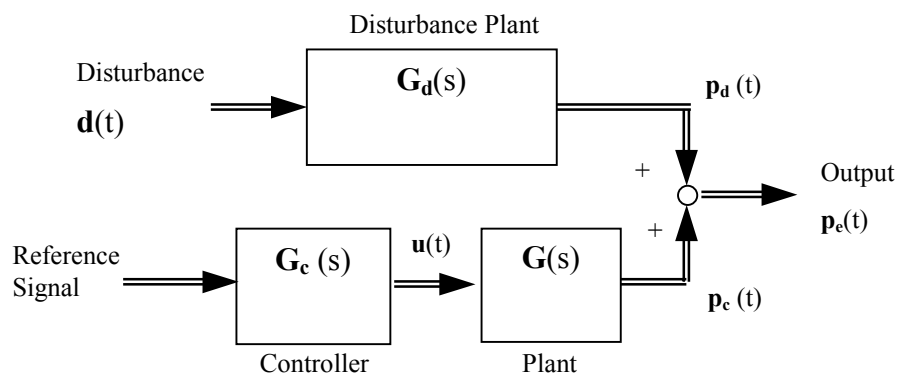 Disturbance Plant
Disturbance
d(t)
Gd(s)
pd (t)
+
Output
pe(t)
+
Reference
Signal
Gc (s)
u(t)
G(s)
pc (t)
Controller
Plant